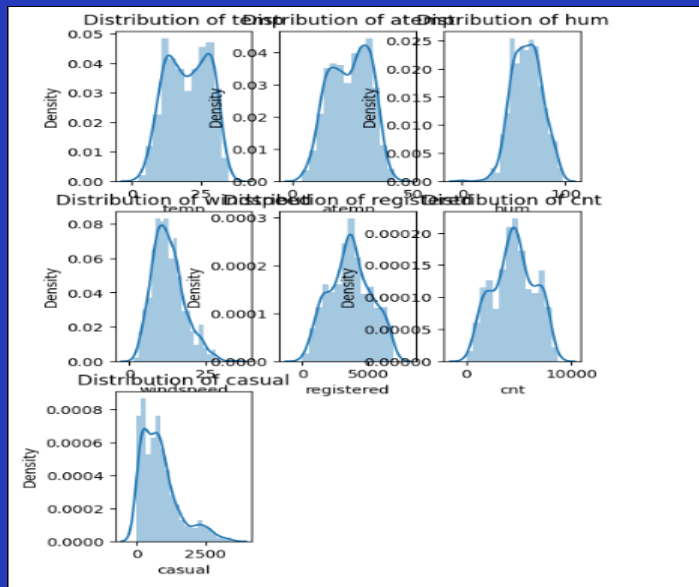 Distribution of temp
Distribution of atemp
Distribution of hum
0.05
0.04
0.03
0.02
0.01
0.00
Density
0
25
temp
0.04
0.03
0.02
0.01
0.00
Density
0
50
atemp
0.025
0.020
0.015
0.010
0.005
0.000
Density
0
100
hum
Distribution of windspeed
Distribution of registered
Distribution of cnt
0.08
0.06
0.04
0.02
0.00
Density
0
25
windspeed
0.0003
0.0002
0.0001
0.0000
Density
0
5000
registered
0.00020
0.00015
0.00010
0.00005
0.00000
Density
0
10000
cnt
Distribution of casual
0.0008
0.0006
0.0004
0.0002
0.0000
Density
0
2500
casual